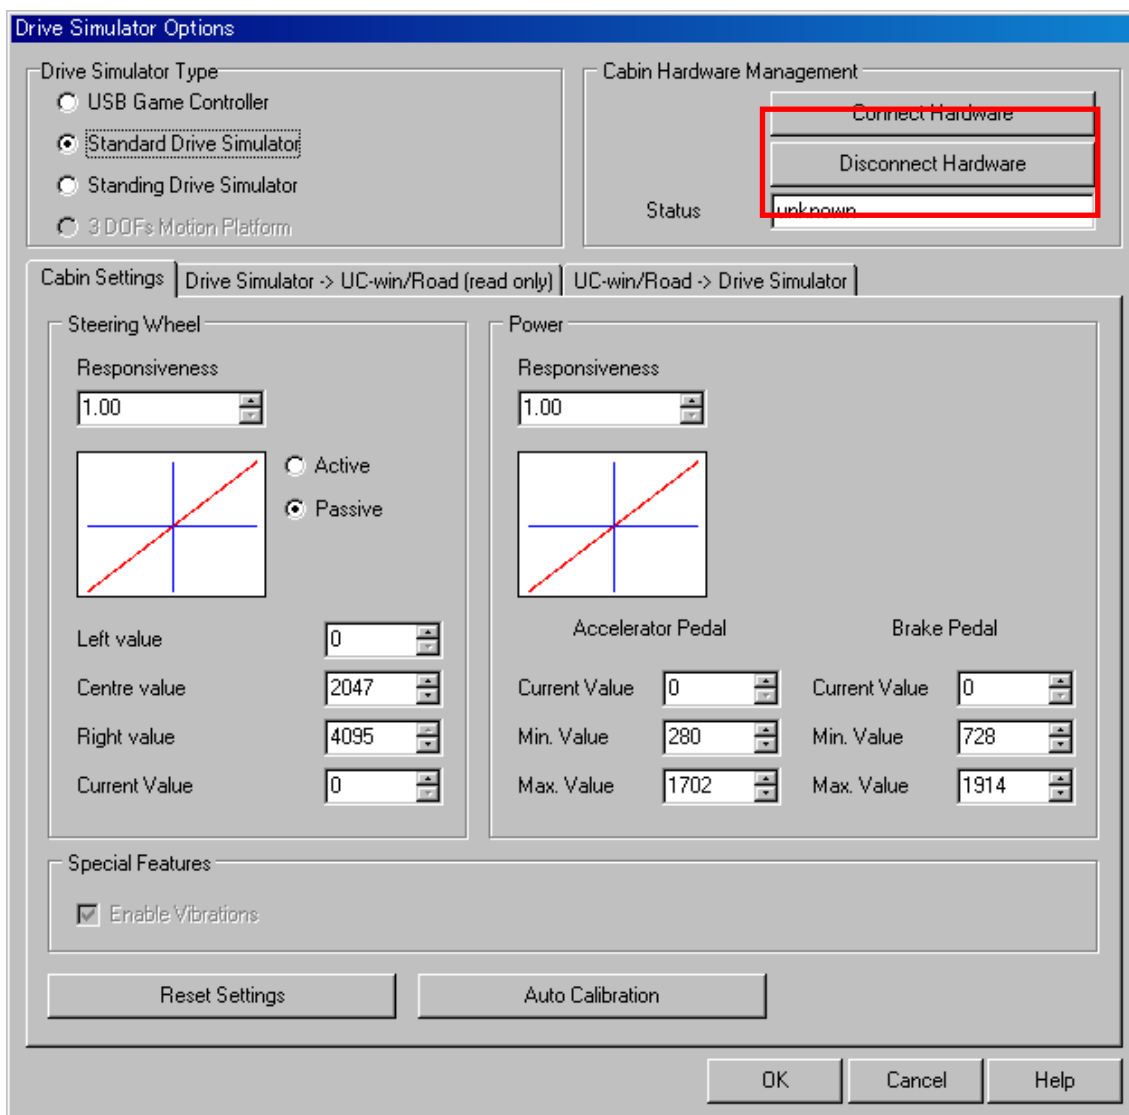 Drive Simulator Options
Drive Simulator Type
USB Game Controller
Standard Drive Simulator
Standing Drive Simulator
3 DOFs Motion Platform
Cabin Hardware Management
Connect Hardware
Disconnect Hardware
Status unknown
Cabin Settings Drive Simulator -> UC-win/Road (read only) UC-win/Road -> Drive Simulator
Steering Wheel
Responsiveness
1.00
Active
Passive
Left value 0
Centre value 2047
Right value 4095
Current Value 0
Power
Responsiveness
1.00
Accelerator Pedal
Current Value 0
Min. Value 280
Max. Value 1702
Brake Pedal
Current Value 0
Min. Value 728
Max. Value 1914
Special Features
Enable Vibrations
Reset Settings Auto Calibration
OK Cancel Help